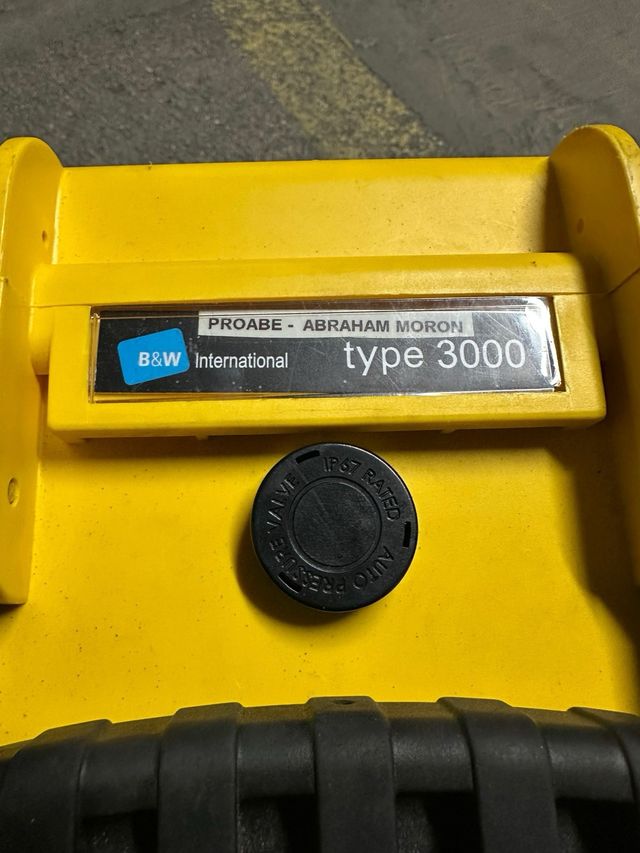 PROABE - ABRAHAM MORON
B&W International type 3000
IP67 RATED
AUTO PRESSURE VALVE